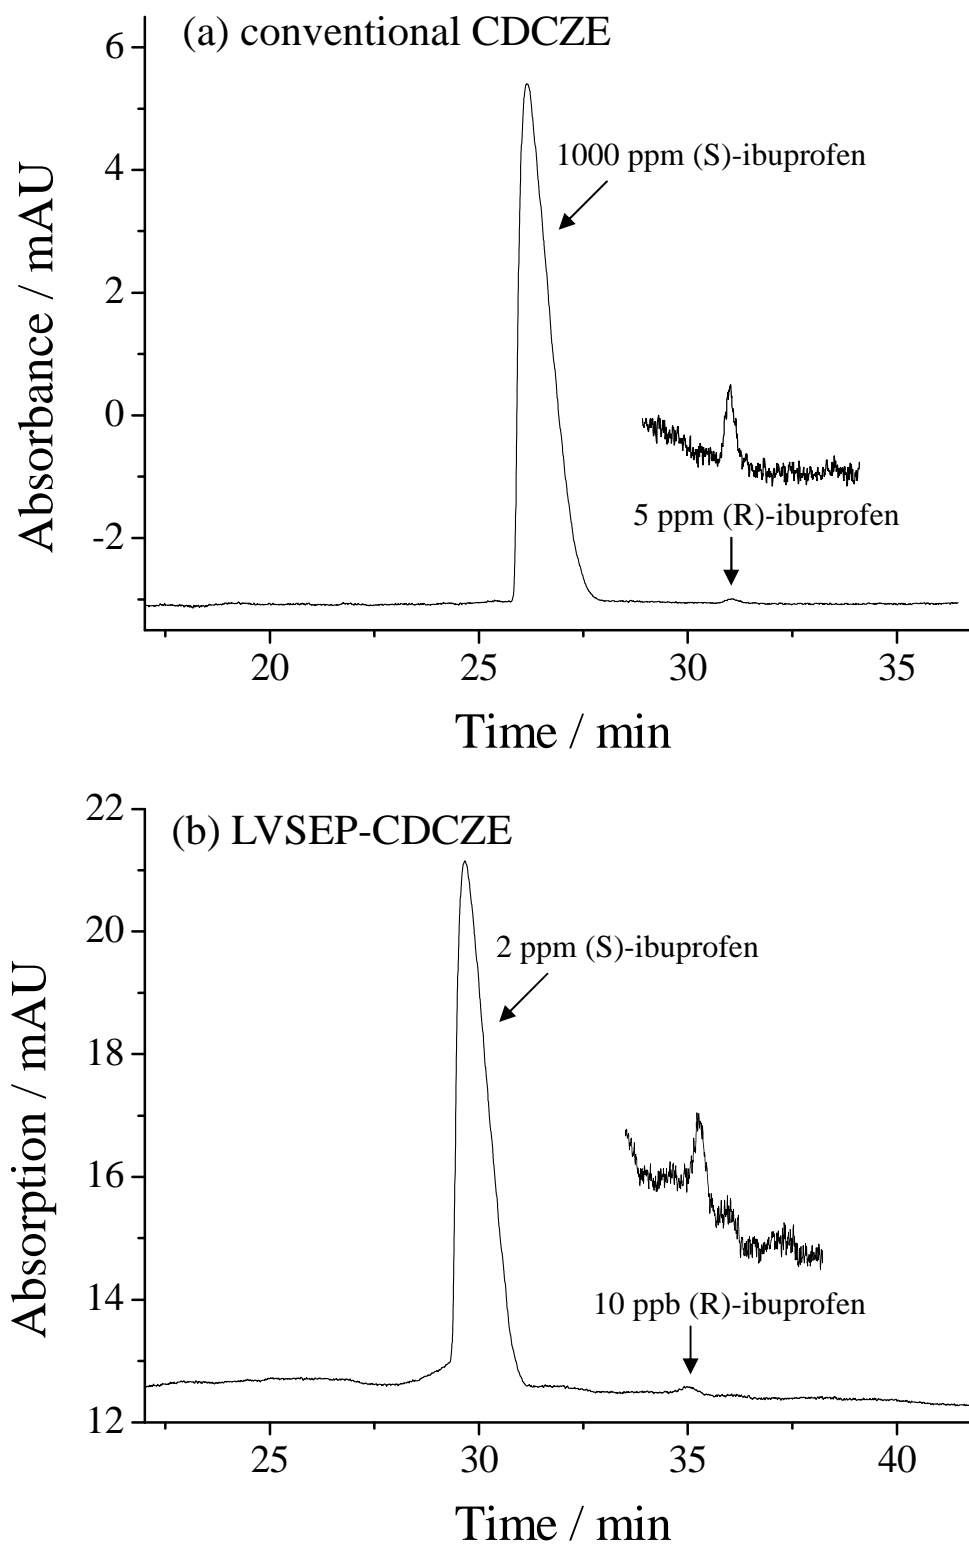 (a) conventional CDCZE
6
4
2
0
-2
Absorbance / mAU
1000 ppm (S)-ibuprofen
5 ppm (R)-ibuprofen
20 25 30 35
Time / min
(b) LVSEP-CDCZE
22
20
18
16
14
12
Absorption / mAU
2 ppm (S)-ibuprofen
10 ppb (R)-ibuprofen
25 30 35 40
Time / min